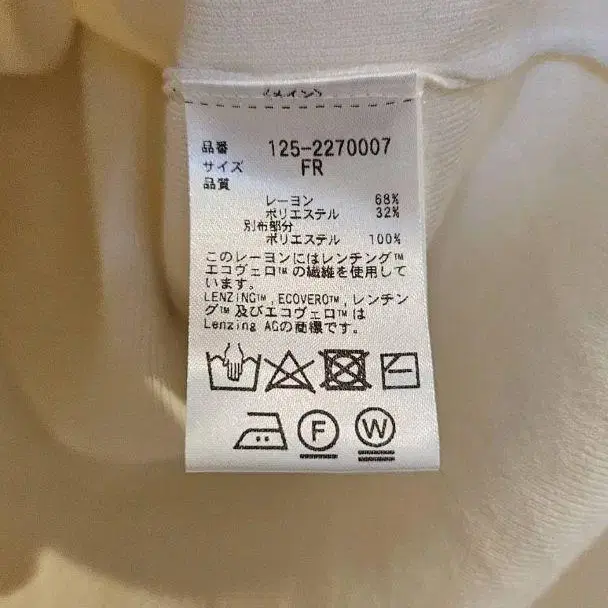 (メイン)
品番 125-2270007
サイズ FR
品質
レーヨン 68%
ポリエステル 32%
別布部分
ポリエステル 100%
このレーヨンにはレンチング™
エコヴェロ™の繊維を使用して
います。
LENZING™,ECOVERO™,レンチン
グ™及びエコヴェロ™は
Lenzing AGの商標です。
F W